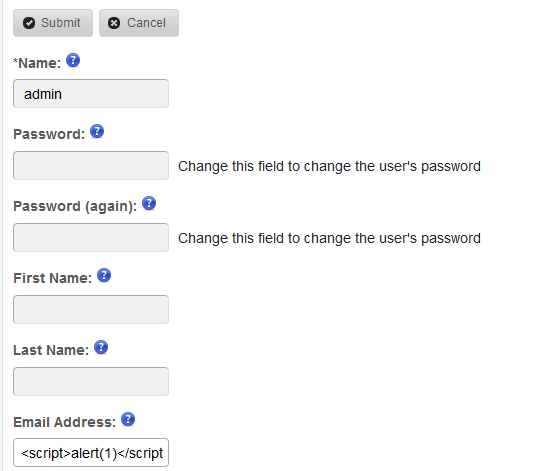 Submit Cancel
*Name: ?
admin
Password: ?
Change this field to change the user's password
Password (again): ?
Change this field to change the user's password
First Name: ?
Last Name: ?
Email Address: ?
<script>alert(1)</script